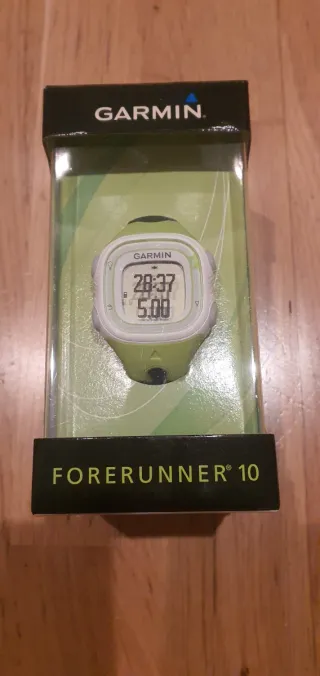 GARMIN.
GARMIN
28:37
5.00
FORERUNNER® 10